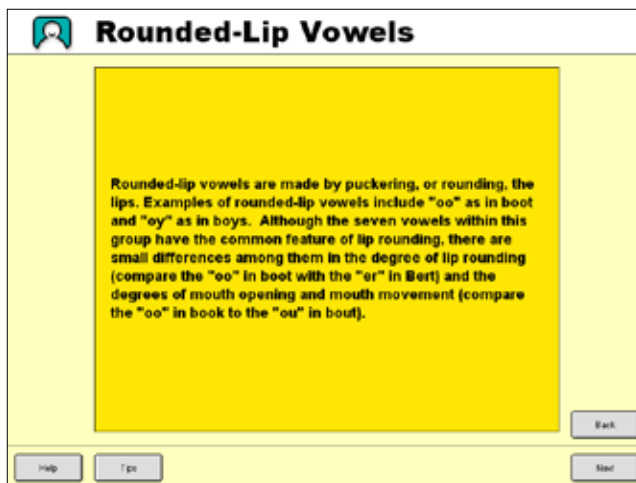 Rounded-Lip Vowels
Rounded-lip vowels are made by puckering, or rounding, the
lips. Examples of rounded-lip vowels include "oo" as in boot
and "oy" as in boys. Although the seven vowels within this
group have the common feature of lip rounding, there are
small differences among them in the degree of lip rounding
(compare the "oo" in boot with the "er" in Bert) and the
degrees of mouth opening and mouth movement (compare
the "oo" in book to the "ou" in bout).
Back
Help
Tips
Next